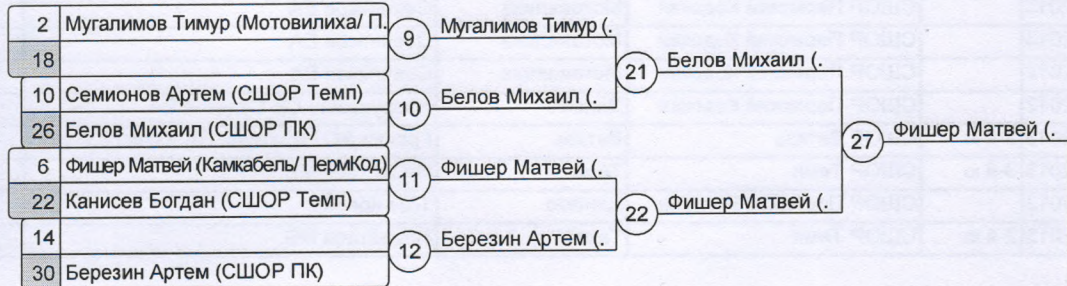 2 Мугалимов Тимур (Мотовилиха/ П.
18
10 Семионов Артем (СШОР Темп)
26 Белов Михаил (СШОР ПК)
6 Фишер Матвей (Камкабель/ ПермКод)
22 Канисев Богдан (СШОР Темп)
14
30 Березин Артем (СШОР ПК)
9 Мугалимов Тимур (.
10 Белов Михаил (.
11 Фишер Матвей (.
12 Березин Артем (.
21 Белов Михаил (.
22 Фишер Матвей (.
27 Фишер Матвей (.